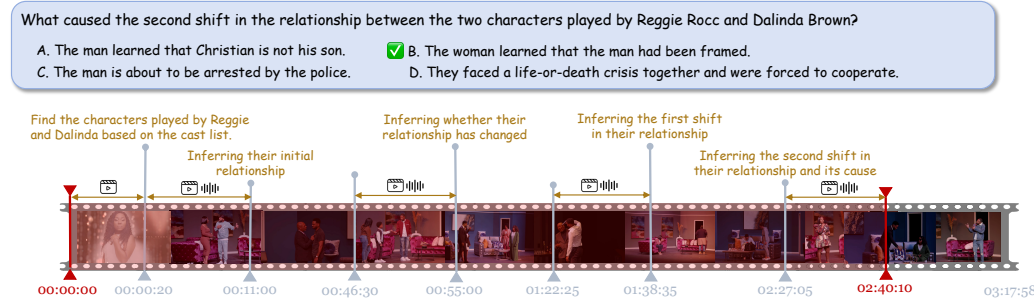 What caused the second shift in the relationship between the two characters played by Reggie Rocc and Dalinda Brown?
A. The man learned that Christian is not his son.
B. The woman learned that the man had been framed.
C. The man is about to be arrested by the police.
D. They faced a life-or-death crisis together and were forced to cooperate.
Find the characters played by Reggie
and Dalinda based on the cast list.
Inferring their initial
relationship
Inferring whether their
relationship has changed
Inferring the first shift
in their relationship
Inferring the second shift in
their relationship and its cause
00:00:00
00:00:20
00:11:00
00:46:30
00:55:00
01:22:25
01:38:35
02:27:05
02:40:10
03:17:58